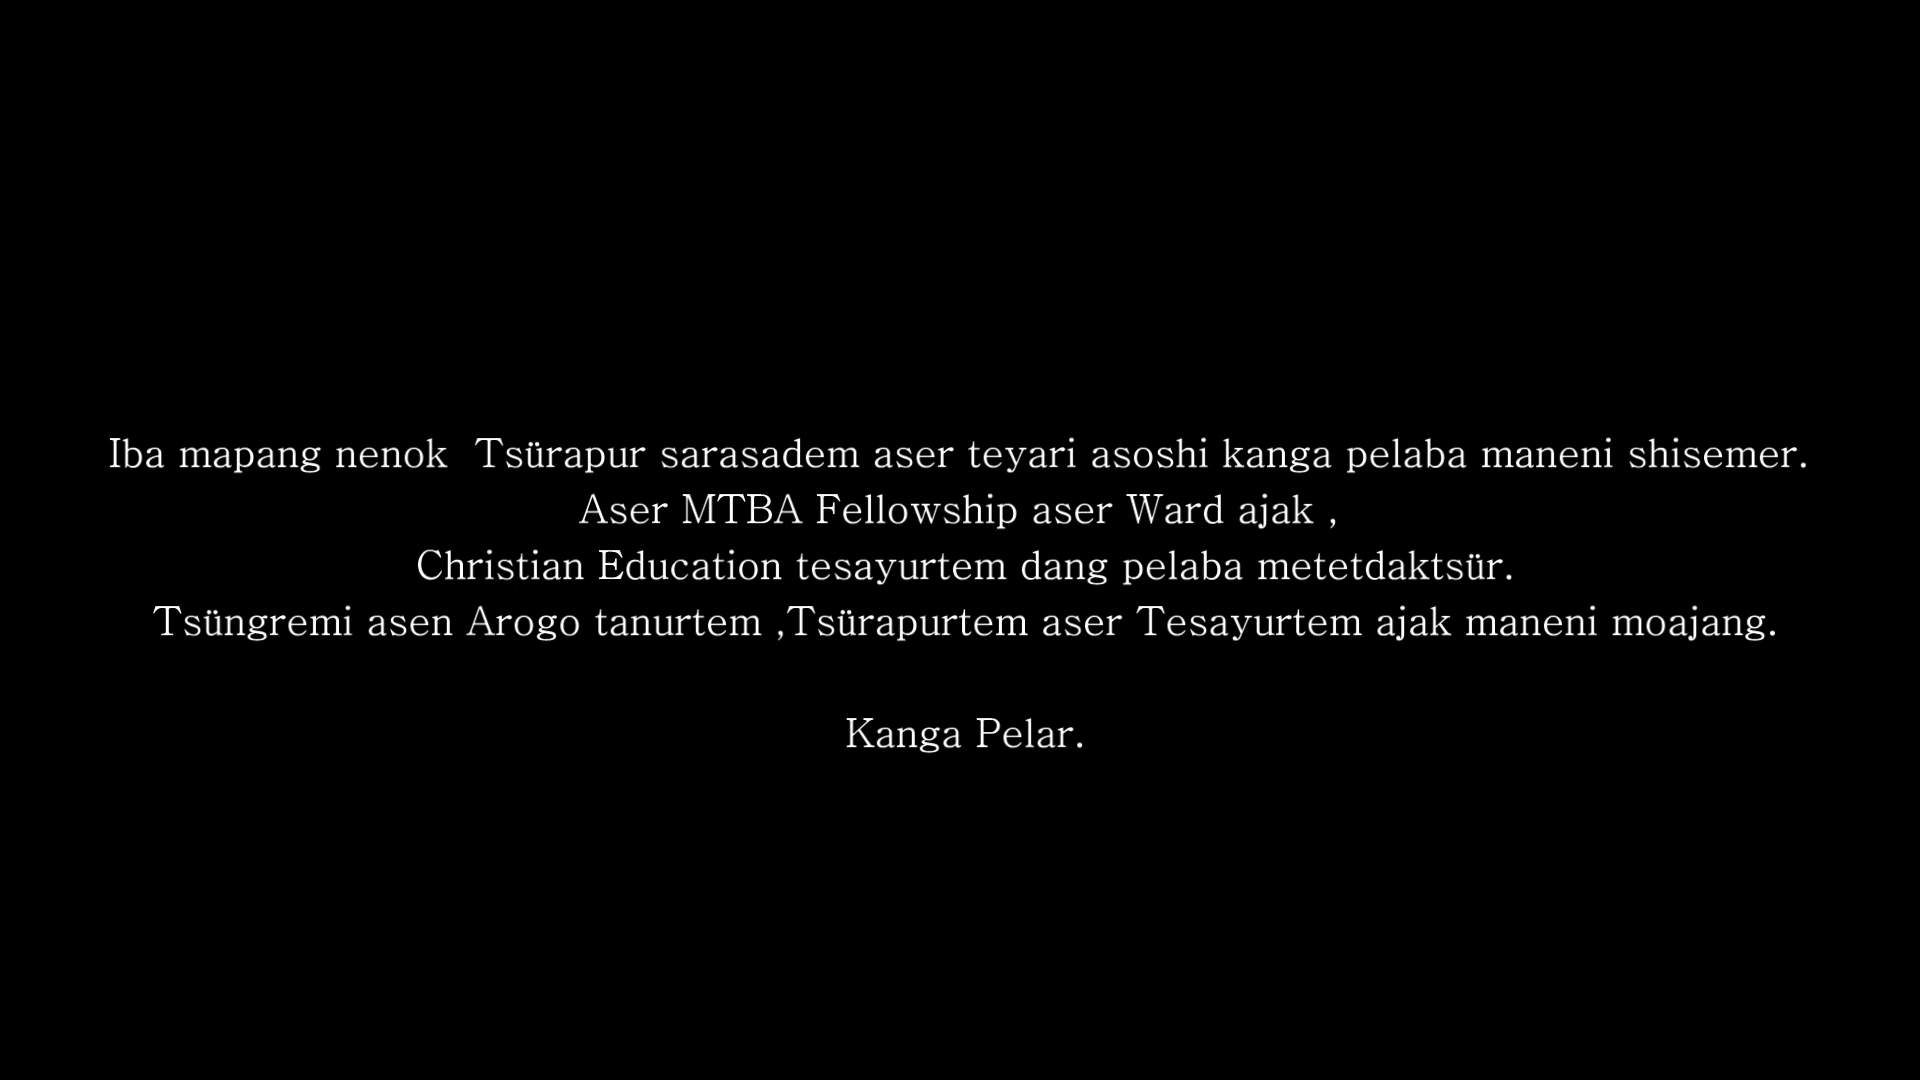 Iba mapang nenok  Tsürapur sarasadem aser teyari asoshi kanga pelaba maneni shisemer.
Aser MTBA Fellowship aser Ward ajak ,
Christian Education tesayurtem dang pelaba metetdaktsür.
Tsüngremi asen Arogo tanurtem ,Tsürapurtem aser Tesayurtem ajak maneni moajang.
Kanga Pelar.